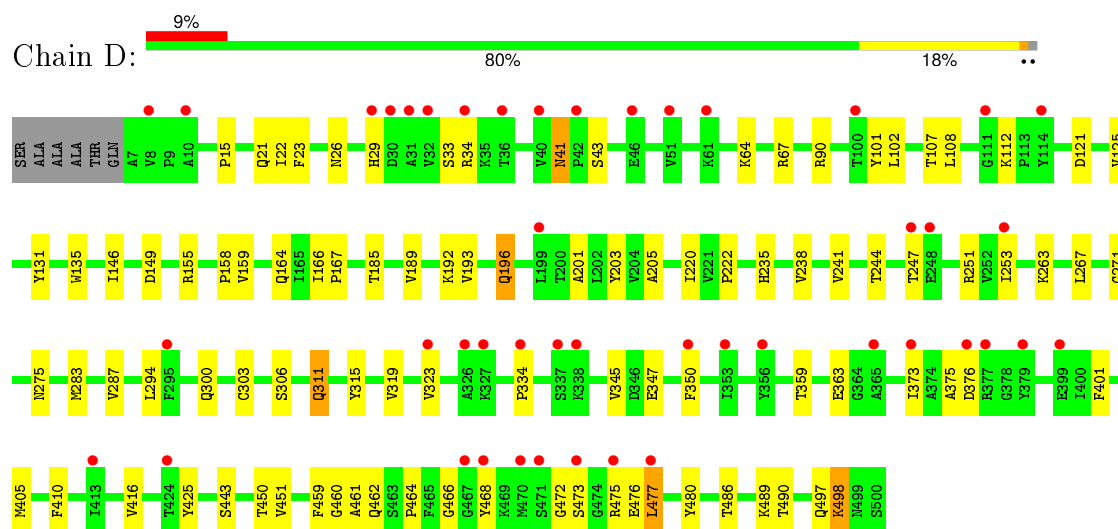 9%
Chain D:
80%
18%
SER ALA ALA ALA THR GLN A7 V8 P9 A10 P15 Q21 I22 F23 N26 H29 D30 A31 V32 S33 R34 K35 T36 V40 N41 P42 S43 E46 V51 K61 K64 R67 R90 T100 Y101 L102 T107 L108 G111 K112 P113 Y114 D121
Y131 W135 I146 D149 R155 P158 V159 Q164 I165 I166 P167 T185 V189 K192 V193 Q196 L199 T200 A201 L202 Y203 V204 A205 I220 V221 P222 H235 V238 V241 T244 T247 E248 R251 V252 I253 K263 L267
N275 M283 V287 L294 F295 Q300 C303 S306 Q311 Y315 V319 V323 A326 K327 P334 S337 K338 V345 D346 E347 F350 I353 Y356 T359 E363 G364 A365 I373 A374 A375 D376 R377 G378 Y379 E399 I400 F401
M405 F410 I413 V416 T424 Y425 S443 T450 V451 F459 G460 A461 Q462 S463 P464 F465 G466 G467 Y468 K469 M470 S471 G472 S473 G474 R475 E476 L477 Y480 T486 K489 T490 Q497 K498 N499 S500